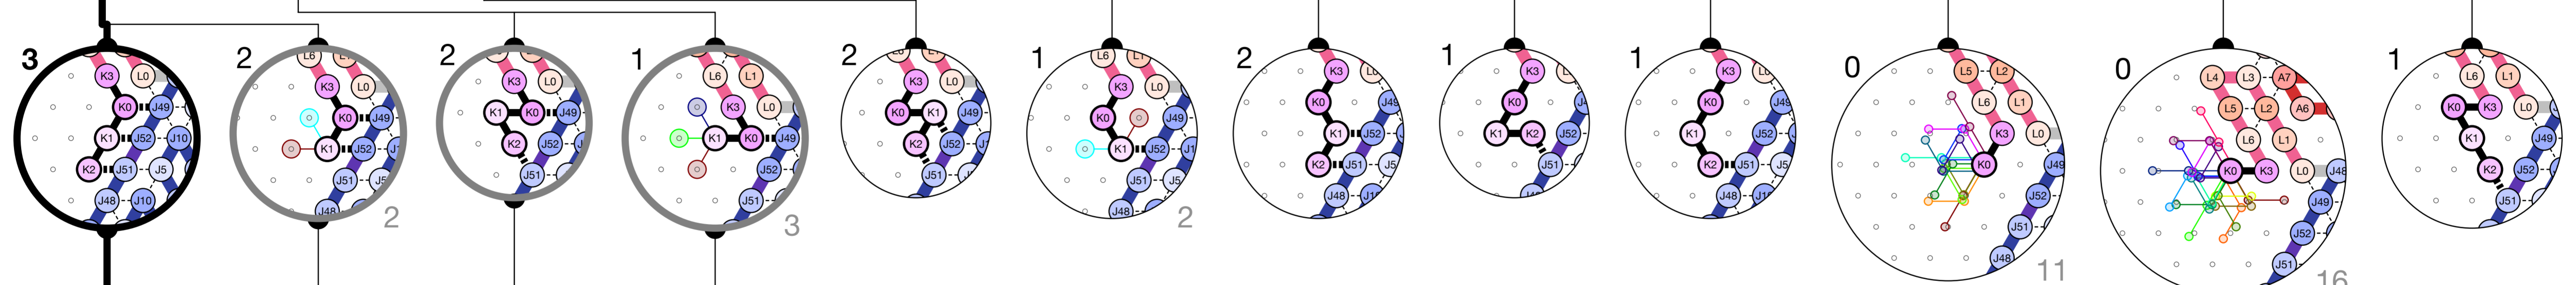 3 K3 L0 K0 J49 K1 J52 J10 K2 J51 J5 J48 J10
2 L6 K3 L0 K0 J49 K1 J52 J51 J48 2
2 K3 L0 K1 K0 J49 K2 J52 J51
1 L6 L1 K3 L0 K1 K0 J49 J52 J51 3
2 K3 L0 K0 K1 J49 K2 J52 J51
1 L6 K3 L0 K0 J49 K1 J52 J51 J5 J48 2
2 K3 K0 J49 K1 J52 K2 J51 J5 J48
1 K3 K0 K1 K2 J52 J51
1 K3 K0 J49 K1 J52 K2 J51 J5 J48
0 L5 L2 L6 L1 K3 L0 K0 J49 J52 J51 J48 11
0 L4 L3 A7 L5 L2 A6 L6 L1 K0 K3 L0 J48 J49 J52 J51 16
1 L6 L1 K0 K3 L0 K1 J49 K2 J52 J51